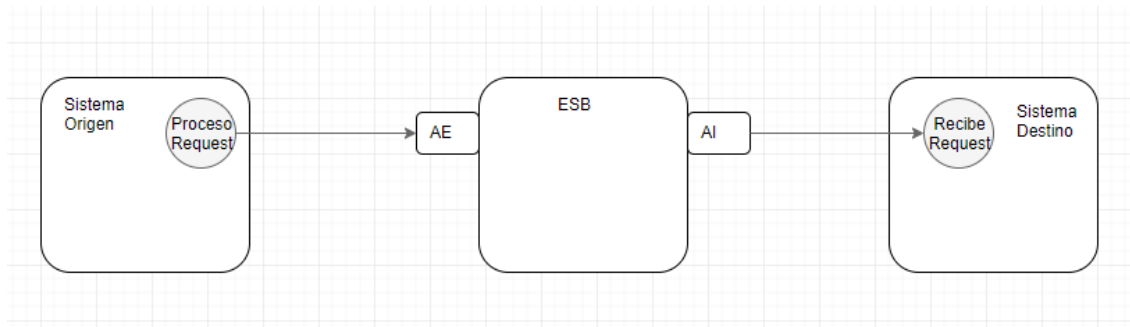 Sistema
Origen
Proceso
Request
AE
ESB
AI
Recibe
Request
Sistema
Destino